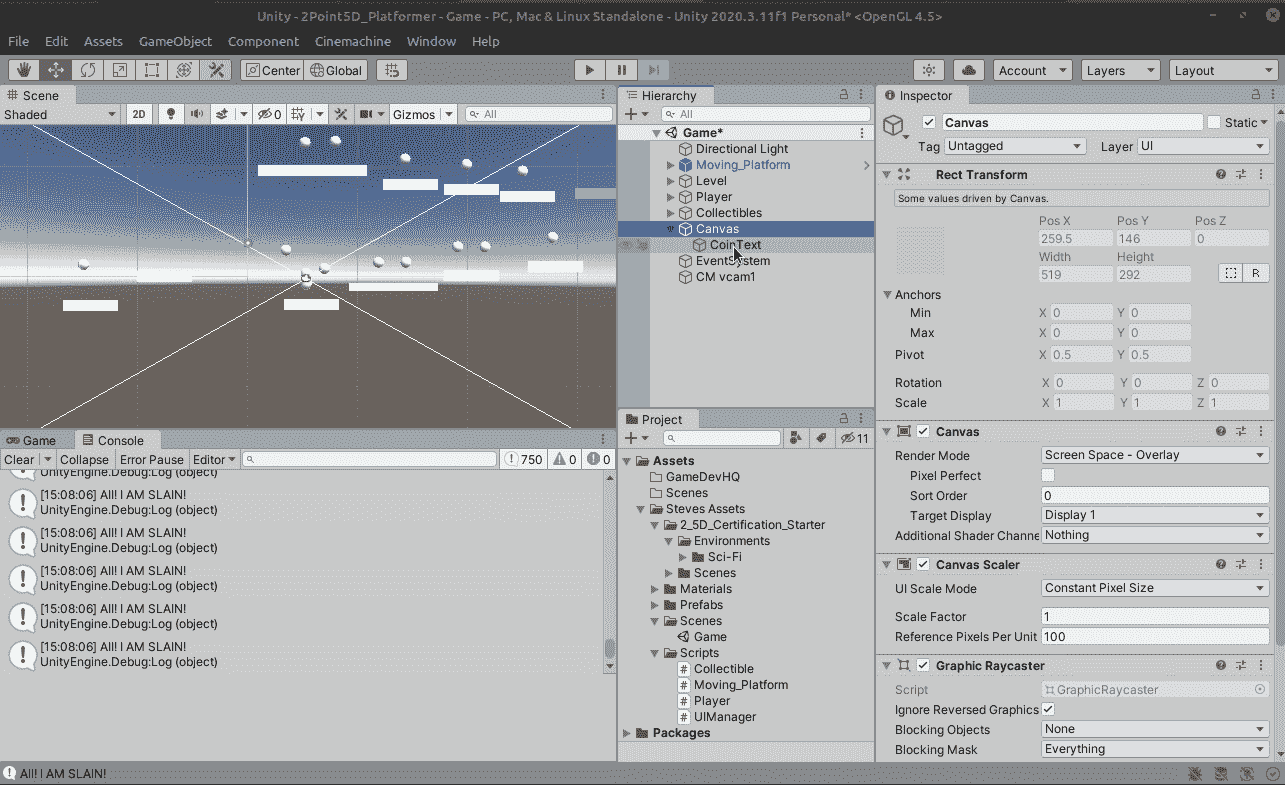 Unity - 2Point5D_Platformer - Game - PC, Mac & Linux Standalone - Unity 2020.3.11f1 Personal* <OpenGL 4.5>
File Edit Assets GameObject Component Cinemachine Window Help
Center Global Account Layers Layout
Scene
Shaded 2D 0 Gizmos All
Hierarchy
All
Game*
Directional Light
Moving_Platform
Level
Player
Collectibles
Canvas
CoinText
EventSystem
CM vcam1
Inspector
Canvas Static
Tag Untagged Layer UI
Rect Transform
Some values driven by Canvas.
Pos X Pos Y Pos Z
259.5 146 0
Width Height
519 292 R
Anchors
Min X 0 Y 0
Max X 0 Y 0
Pivot X 0.5 Y 0.5
Rotation X 0 Y 0 Z 0
Scale X 1 Y 1 Z 1
Canvas
Render Mode Screen Space - Overlay
Pixel Perfect
Sort Order 0
Target Display Display 1
Additional Shader Channe Nothing
Canvas Scaler
UI Scale Mode Constant Pixel Size
Scale Factor 1
Reference Pixels Per Unit 100
Graphic Raycaster
Script GraphicRaycaster
Ignore Reversed Graphics
Blocking Objects None
Blocking Mask Everything
Game Console
Clear Collapse Error Pause Editor 750 0 0
UnityEngine.Debug:Log (object)
[15:08:06] All! I AM SLAIN!
UnityEngine.Debug:Log (object)
[15:08:06] All! I AM SLAIN!
UnityEngine.Debug:Log (object)
[15:08:06] All! I AM SLAIN!
UnityEngine.Debug:Log (object)
[15:08:06] All! I AM SLAIN!
UnityEngine.Debug:Log (object)
[15:08:06] All! I AM SLAIN!
UnityEngine.Debug:Log (object)
Project
11
Assets
GameDevHQ
Scenes
Steves Assets
2_5D_Certification_Starter
Environments
Sci-Fi
Scenes
Materials
Prefabs
Scenes
Game
Scripts
# Collectible
# Moving_Platform
# Player
# UIManager
Packages
All! I AM SLAIN!